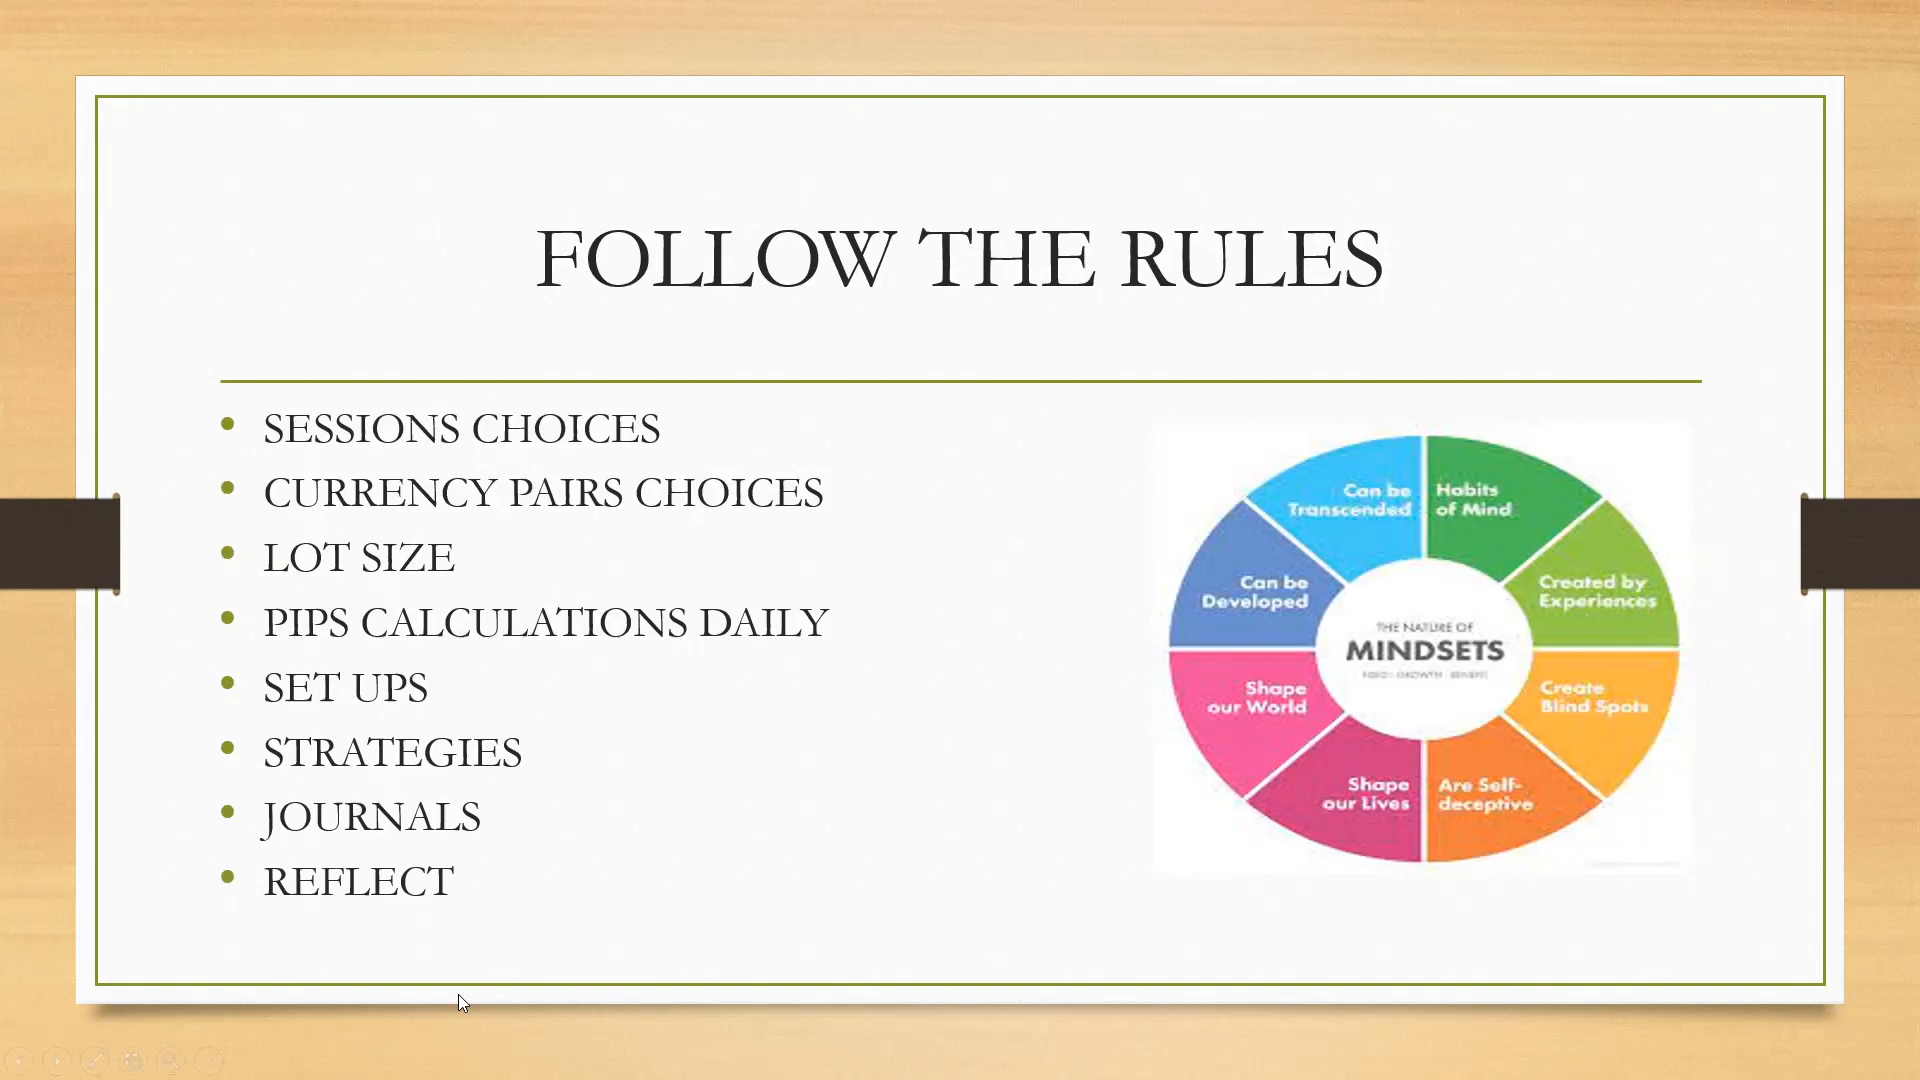 FOLLOW THE RULES
SESSIONS CHOICES
CURRENCY PAIRS CHOICES
LOT SIZE
PIPS CALCULATIONS DAILY
SET UPS
STRATEGIES
JOURNALS
REFLECT
Can be
Transcended
Habits
of Mind
Created by
Experiences
Create
Blind Spots
Are Self-
deceptive
Shape
our Lives
Shape
our World
Can be
Developed
THE NATURE OF
MINDSETS